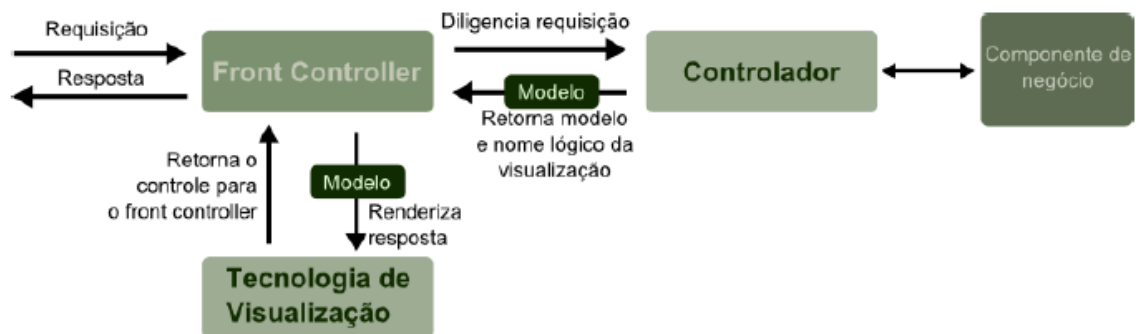 Requisição
Resposta
Front Controller
Diligencia requisição
Modelo
Retorna modelo
e nome lógico da
visualização
Controlador
Componente de
negócio
Retorna o
controle para
o front controller
Modelo
Renderiza
resposta
Tecnologia de
Visualização